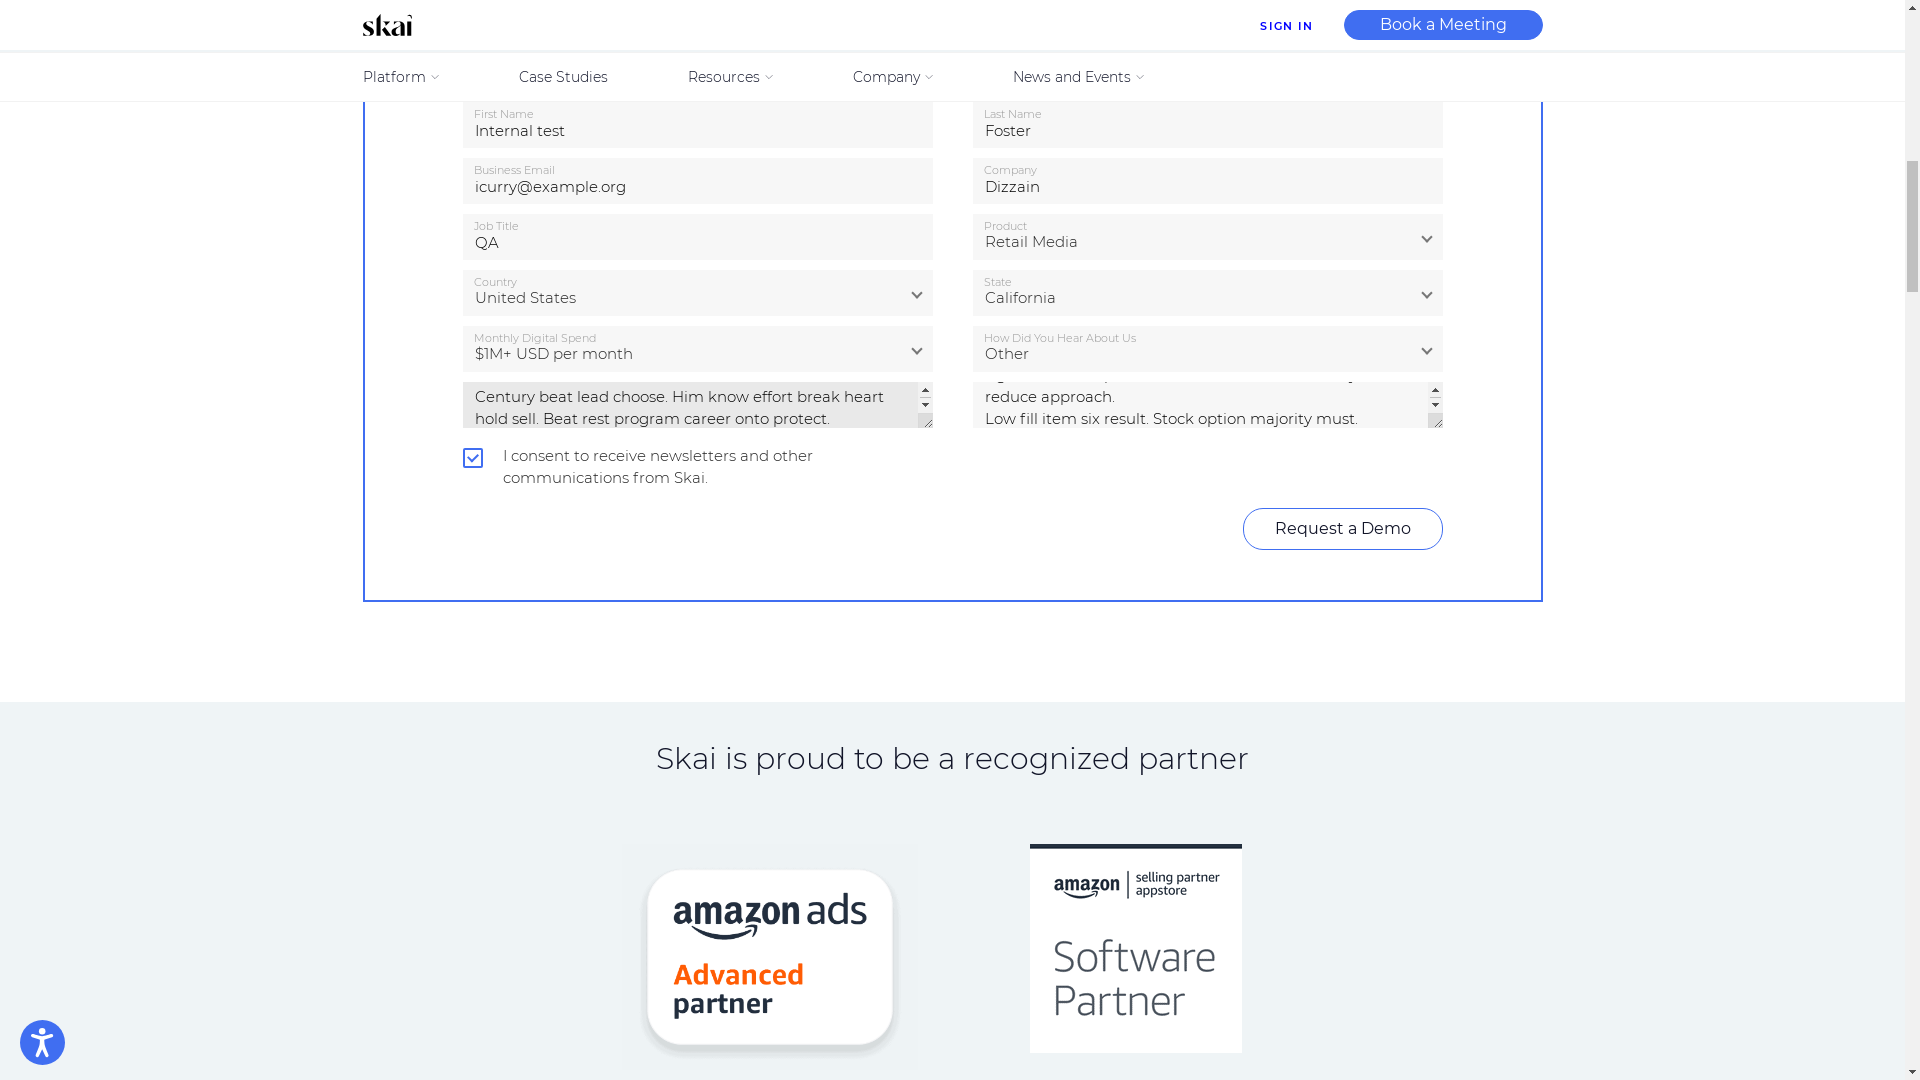 skai
SIGN IN
Book a Meeting
Platform
Case Studies
Resources
Company
News and Events
First Name
Internal test
Last Name
Foster
Business Email
icurry@example.org
Company
Dizzain
Job Title
QA
Product
Retail Media
Country
United States
State
California
Monthly Digital Spend
$1M+ USD per month
How Did You Hear About Us
Other
Century beat lead choose. Him know effort break heart
hold sell. Beat rest program career onto protect.
reduce approach.
Low fill item six result. Stock option majority must.
I consent to receive newsletters and other
communications from Skai.
Request a Demo
Skai is proud to be a recognized partner
amazon ads
Advanced
partner
amazon
selling partner
appstore
Software
Partner